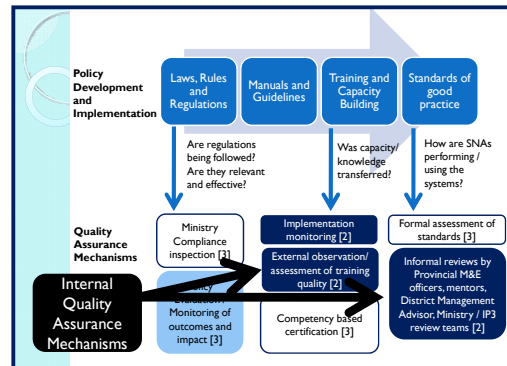 Policy
Development
and
Implementation
Laws, Rules
and
Regulations
Manuals and
Guidelines
Training and
Capacity
Building
Standards of
good
practice
Are regulations
being followed?
Are they relevant
and effective?
Was capacity/
knowledge
transferred?
How are SNAs
performing /
using the
systems?
Quality
Assurance
Mechanisms
Ministry
Compliance
inspection [3]
Implementation
monitoring [2]
Formal assessment of
standards [3]
External observation/
assessment of training
quality [2]
Internal
Quality
Assurance
Mechanisms
Monitoring of
outcomes and
impact [3]
Competency based
certification [3]
Informal reviews by
Provincial M&E
officers, mentors,
District Management
Advisor, Ministry / IP3
review teams [2]